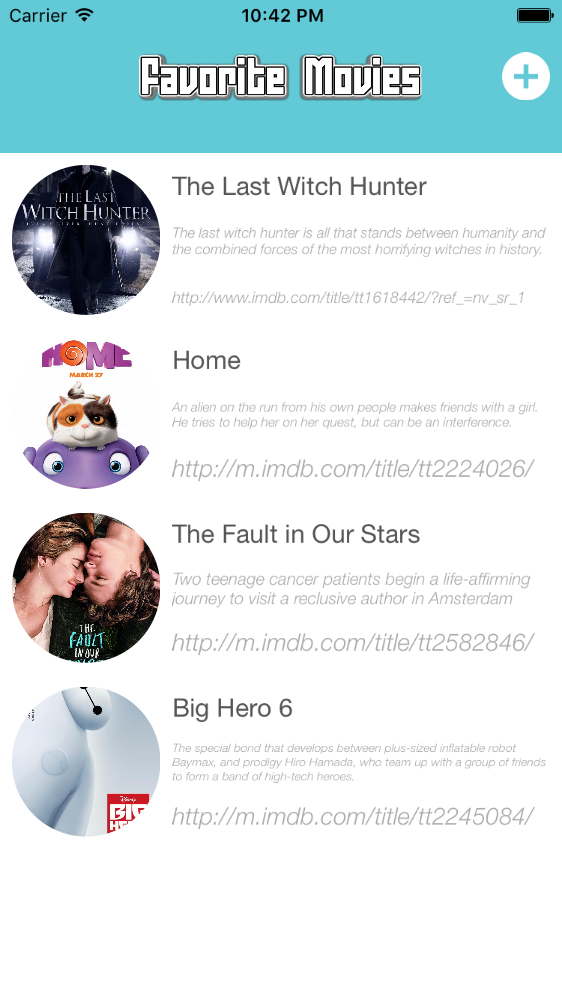 Carrier 10:42 PM
Favorite Movies
THE LAST
WITCH HUNTER
The Last Witch Hunter
The last witch hunter is all that stands between humanity and
the combined forces of the most horrifying witches in history.
http://www.imdb.com/title/tt1618442/?ref_=nv_sr_1
HOME
MARCH 27
Home
An alien on the run from his own people makes friends with a girl.
He tries to help her on her quest, but can be an interference.
http://m.imdb.com/title/tt2224026/
THE
FAULT
IN OUR
The Fault in Our Stars
Two teenage cancer patients begin a life-affirming
journey to visit a reclusive author in Amsterdam
http://m.imdb.com/title/tt2582846/
Disney
BIG
Big Hero 6
The special bond that develops between plus-sized inflatable robot
Baymax, and prodigy Hiro Hamada, who team up with a group of friends
to form a band of high-tech heroes.
http://m.imdb.com/title/tt2245084/